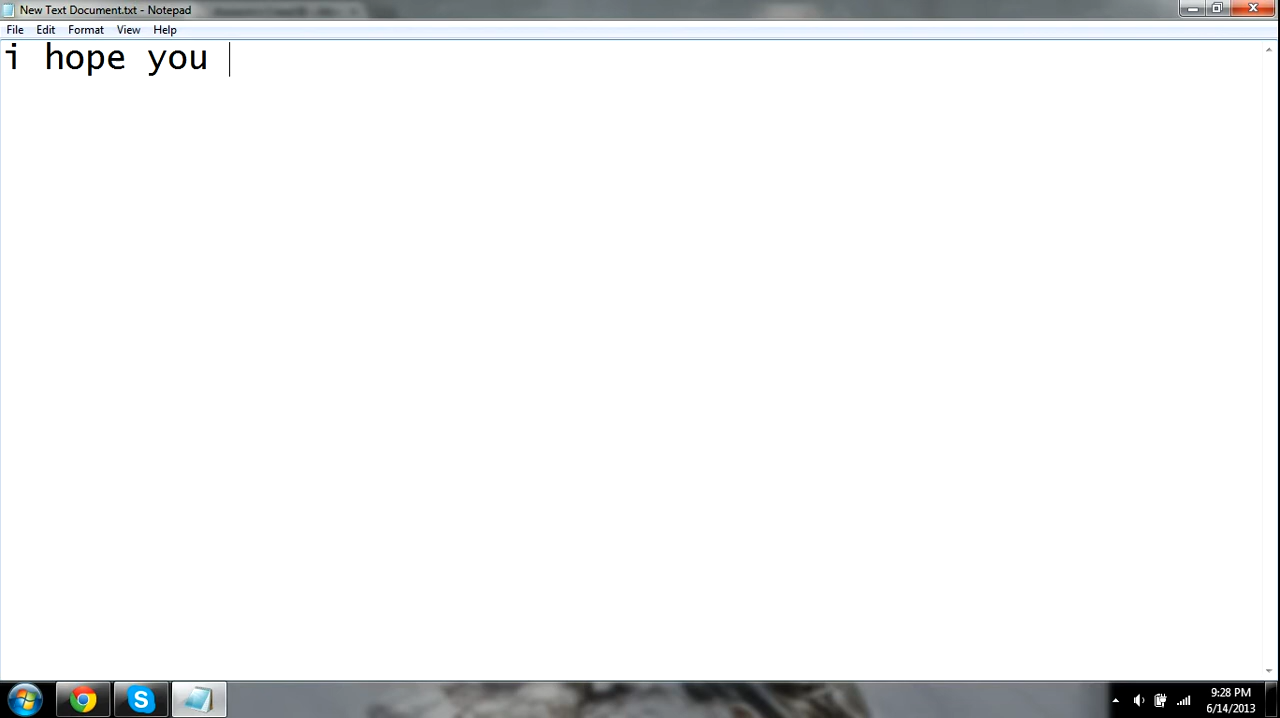 New Text Document.txt - Notepad
File Edit Format View Help
i hope you
9:28 PM
6/14/2013